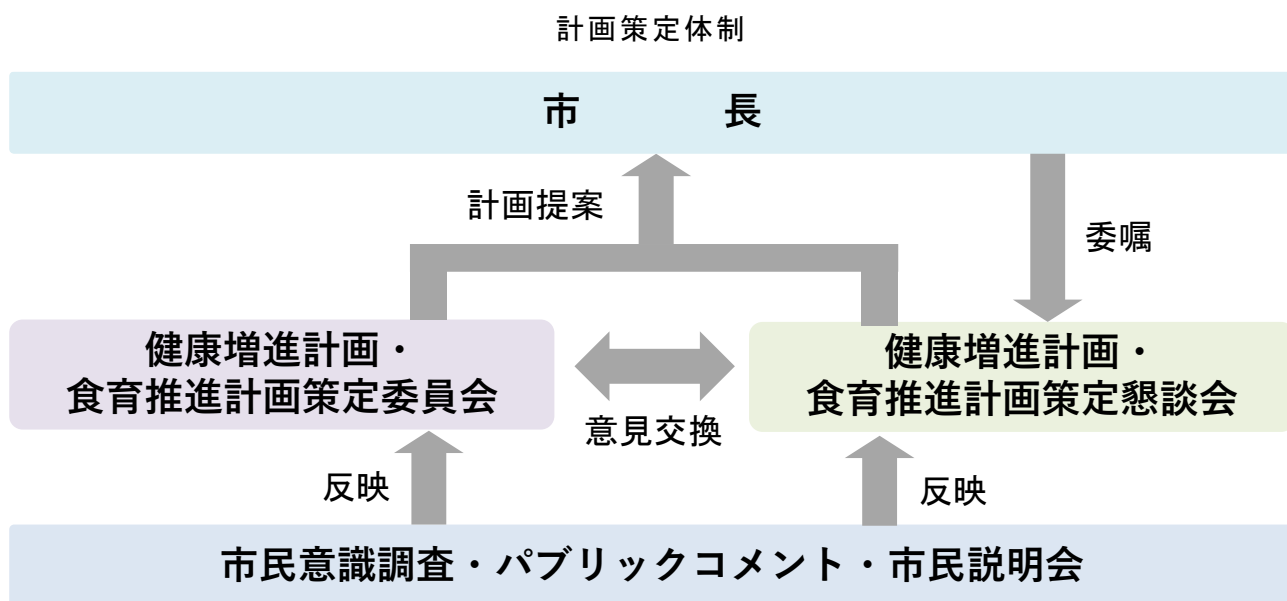 計画策定体制
市長
計画提案
委嘱
健康増進計画・
食育推進計画策定委員会
意見交換
健康増進計画・
食育推進計画策定懇談会
反映
反映
市民意識調査・パブリックコメント・市民説明会